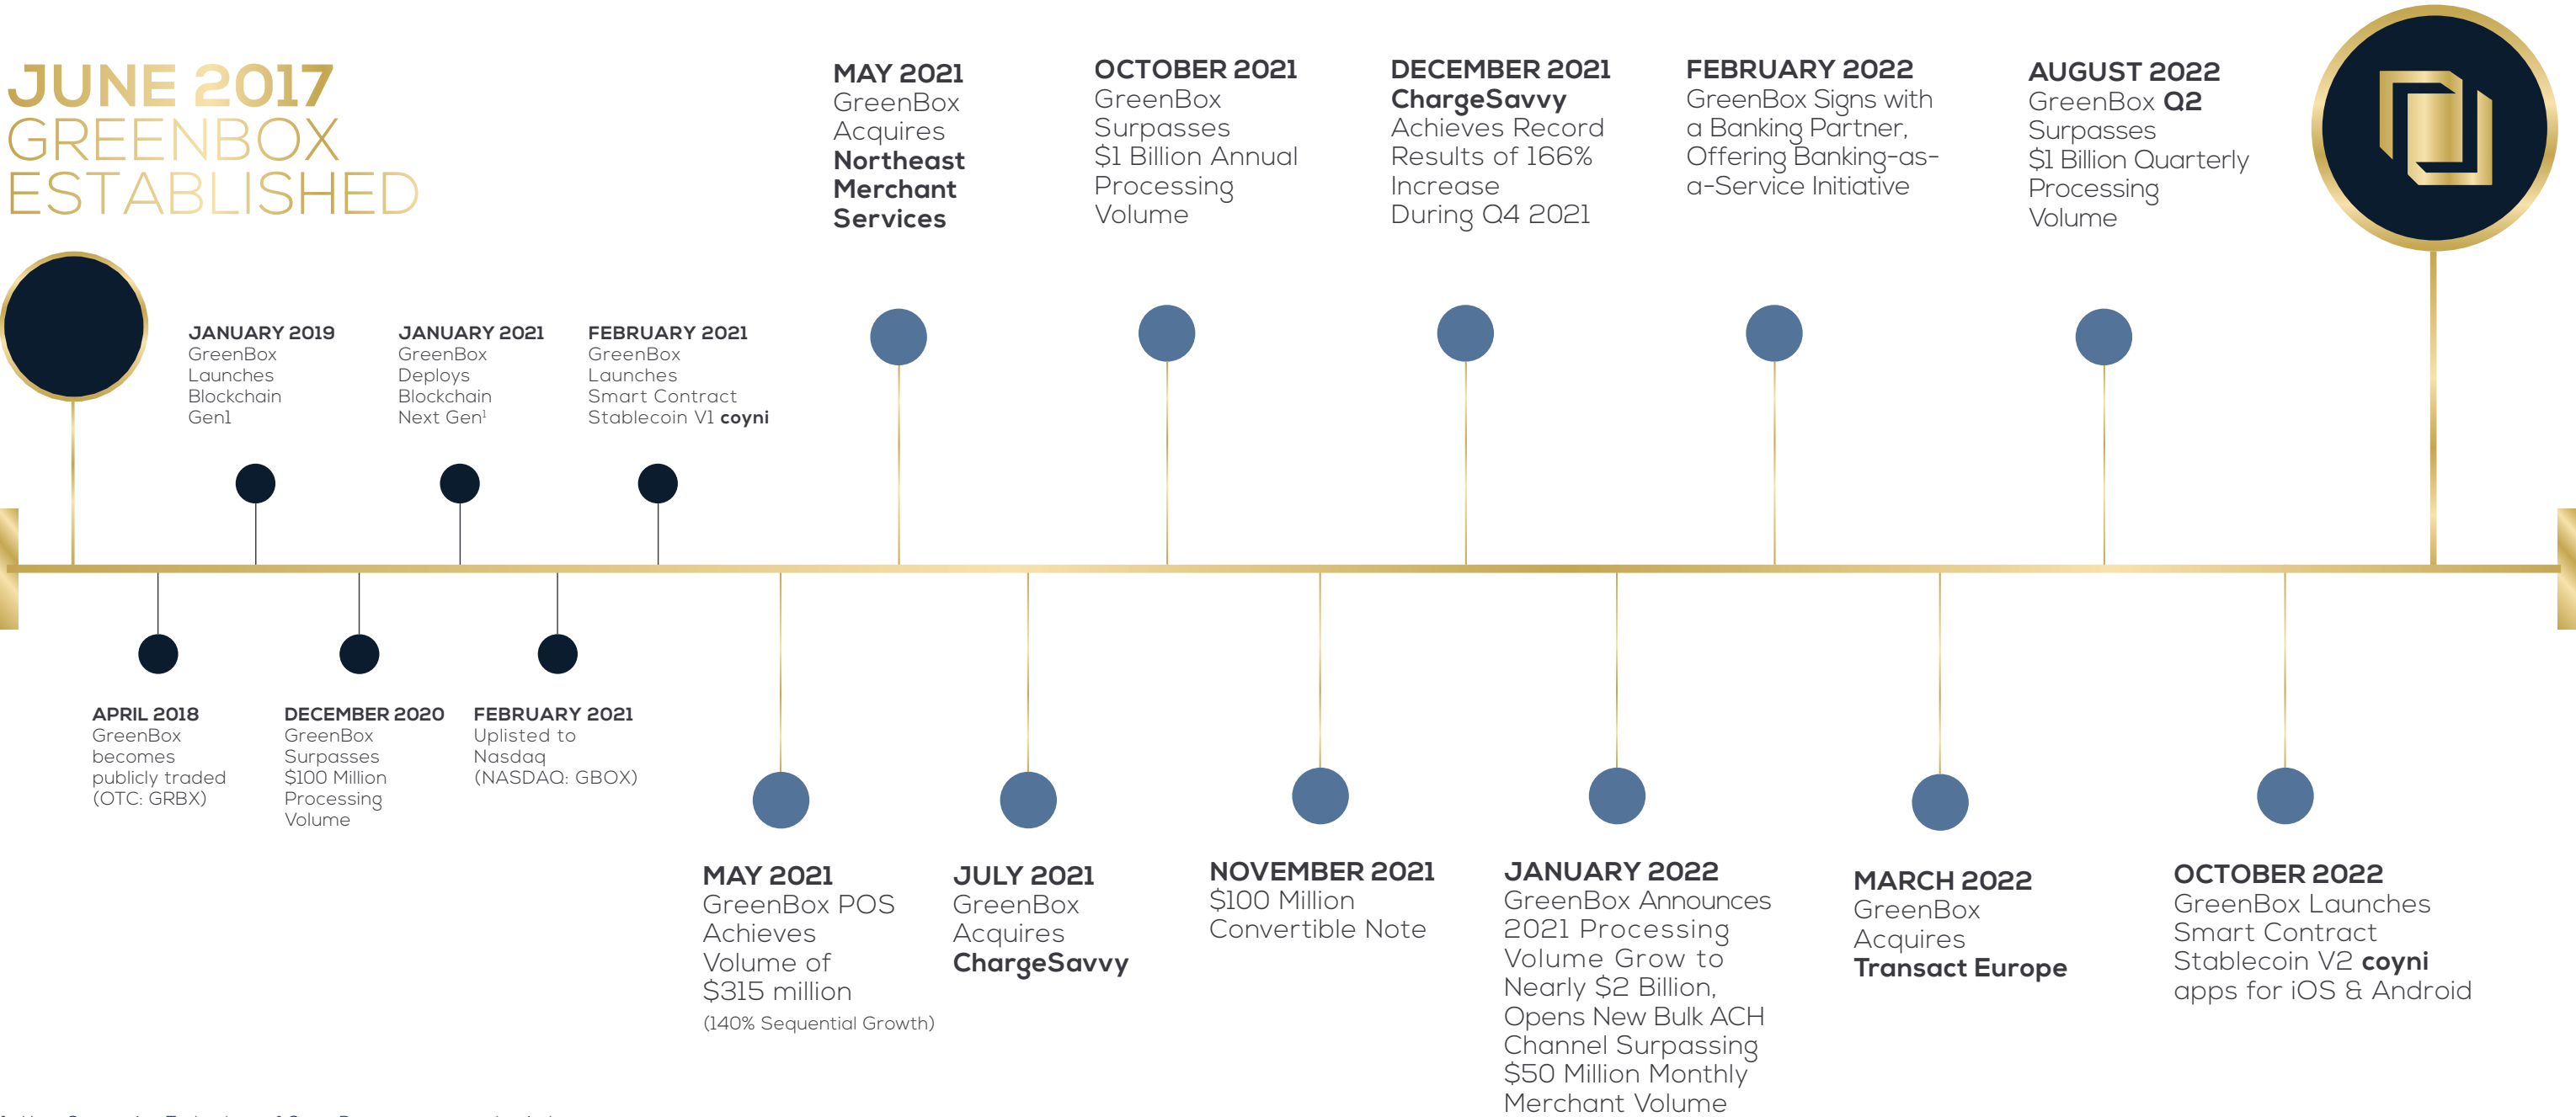 JUNE 2017
GREENBOX
ESTABLISHED
MAY 2021
GreenBox
Acquires
Northeast
Merchant
Services
OCTOBER 2021
GreenBox
Surpasses
$1 Billion Annual
Processing
Volume
DECEMBER 2021
ChargeSavvy
Achieves Record
Results of 166%
Increase
During Q4 2021
FEBRUARY 2022
GreenBox Signs with
a Banking Partner,
Offering Banking-as-
a-Service Initiative
AUGUST 2022
GreenBox Q2
Surpasses
$1 Billion Quarterly
Processing
Volume
JANUARY 2019
GreenBox
Launches
Blockchain
Gen1
JANUARY 2021
GreenBox
Deploys
Blockchain
Next Gen¹
FEBRUARY 2021
GreenBox
Launches
Smart Contract
Stablecoin V1 coyni
APRIL 2018
GreenBox
becomes
publicly traded
(OTC: GRBX)
DECEMBER 2020
GreenBox
Surpasses
$100 Million
Processing
Volume
FEBRUARY 2021
Uplisted to
Nasdaq
(NASDAQ: GBOX)
MAY 2021
GreenBox POS
Achieves
Volume of
$315 million
(140% Sequential Growth)
JULY 2021
GreenBox
Acquires
ChargeSavvy
NOVEMBER 2021
$100 Million
Convertible Note
JANUARY 2022
GreenBox Announces
2021 Processing
Volume Grow to
Nearly $2 Billion,
Opens New Bulk ACH
Channel Surpassing
$50 Million Monthly
Merchant Volume
MARCH 2022
GreenBox
Acquires
Transact Europe
OCTOBER 2022
GreenBox Launches
Smart Contract
Stablecoin V2 coyni
apps for iOS & Android